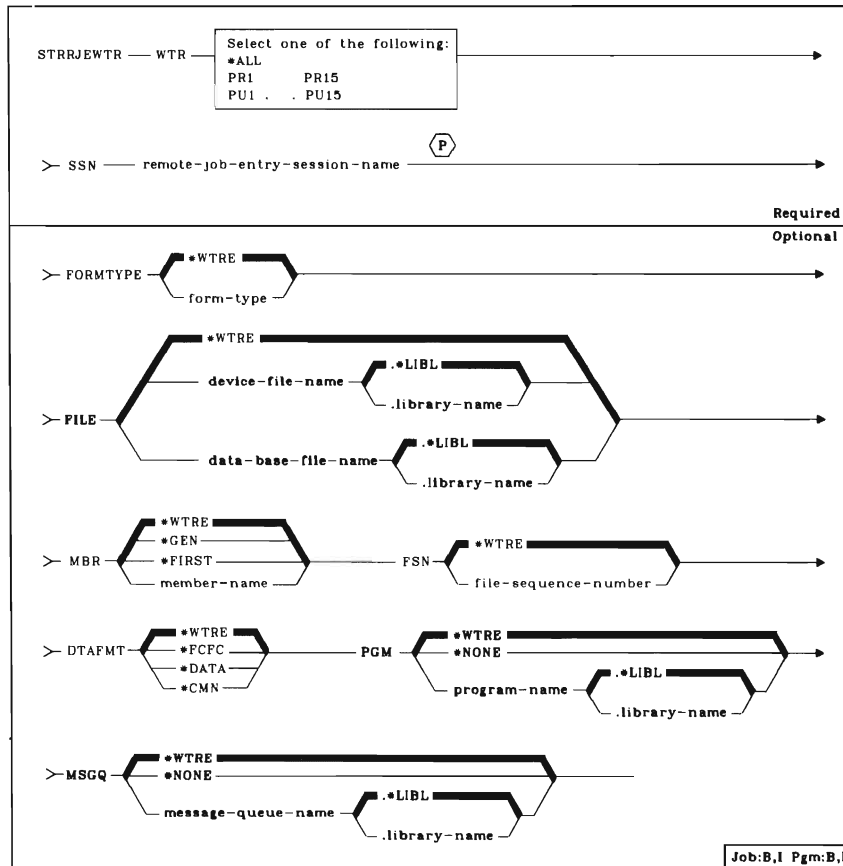 Select one of the following:
STRRJEWTR WTR *ALL
PR1 PR15
PU1 . . PU15
P
SSN remote-job-entry-session-name
Required
Optional
*WTRE
FORMTYPE
form-type
*WTRE
.*LIBL
device-file-name
.library-name
FILE
.*LIBL
data-base-file-name
.library-name
*WTRE
*GEN
*WTRE
MBR *FIRST FSN
member-name
file-sequence-number
*WTRE
*WTRE
*FCFC
*NONE
DTAFMT PGM
*DATA
.*LIBL
*CMN
program-name
.library-name
*WTRE
MSGQ *NONE
.*LIBL
message-queue-name
.library-name
Job:B,I Pgm:B,